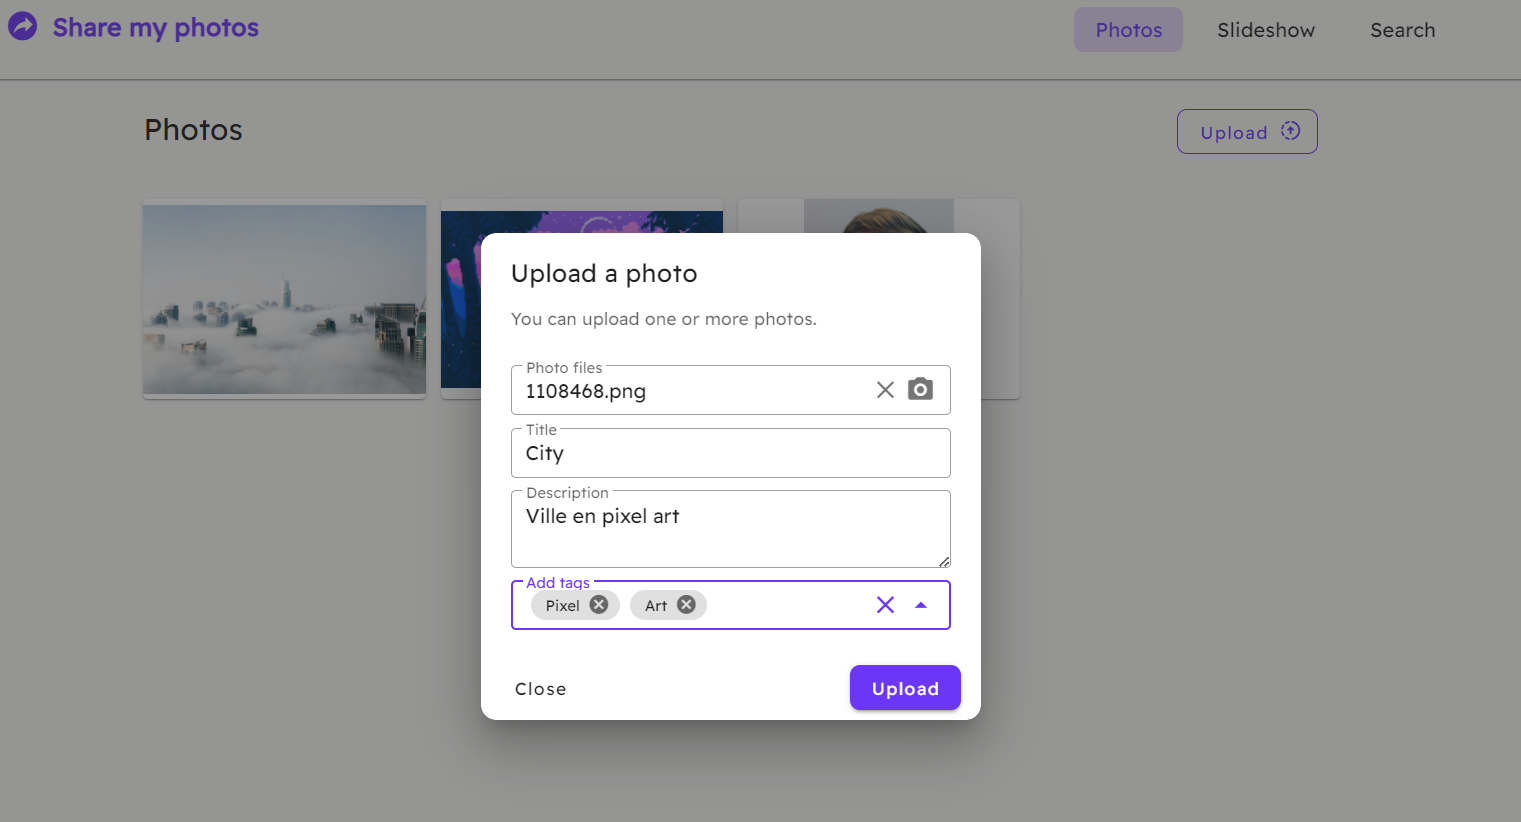 Share my photos
Photos
Slideshow
Search
Photos
Upload
Upload a photo
You can upload one or more photos.
Photo files
1108468.png
Title
City
Description
Ville en pixel art
Add tags
Pixel
Art
Close
Upload